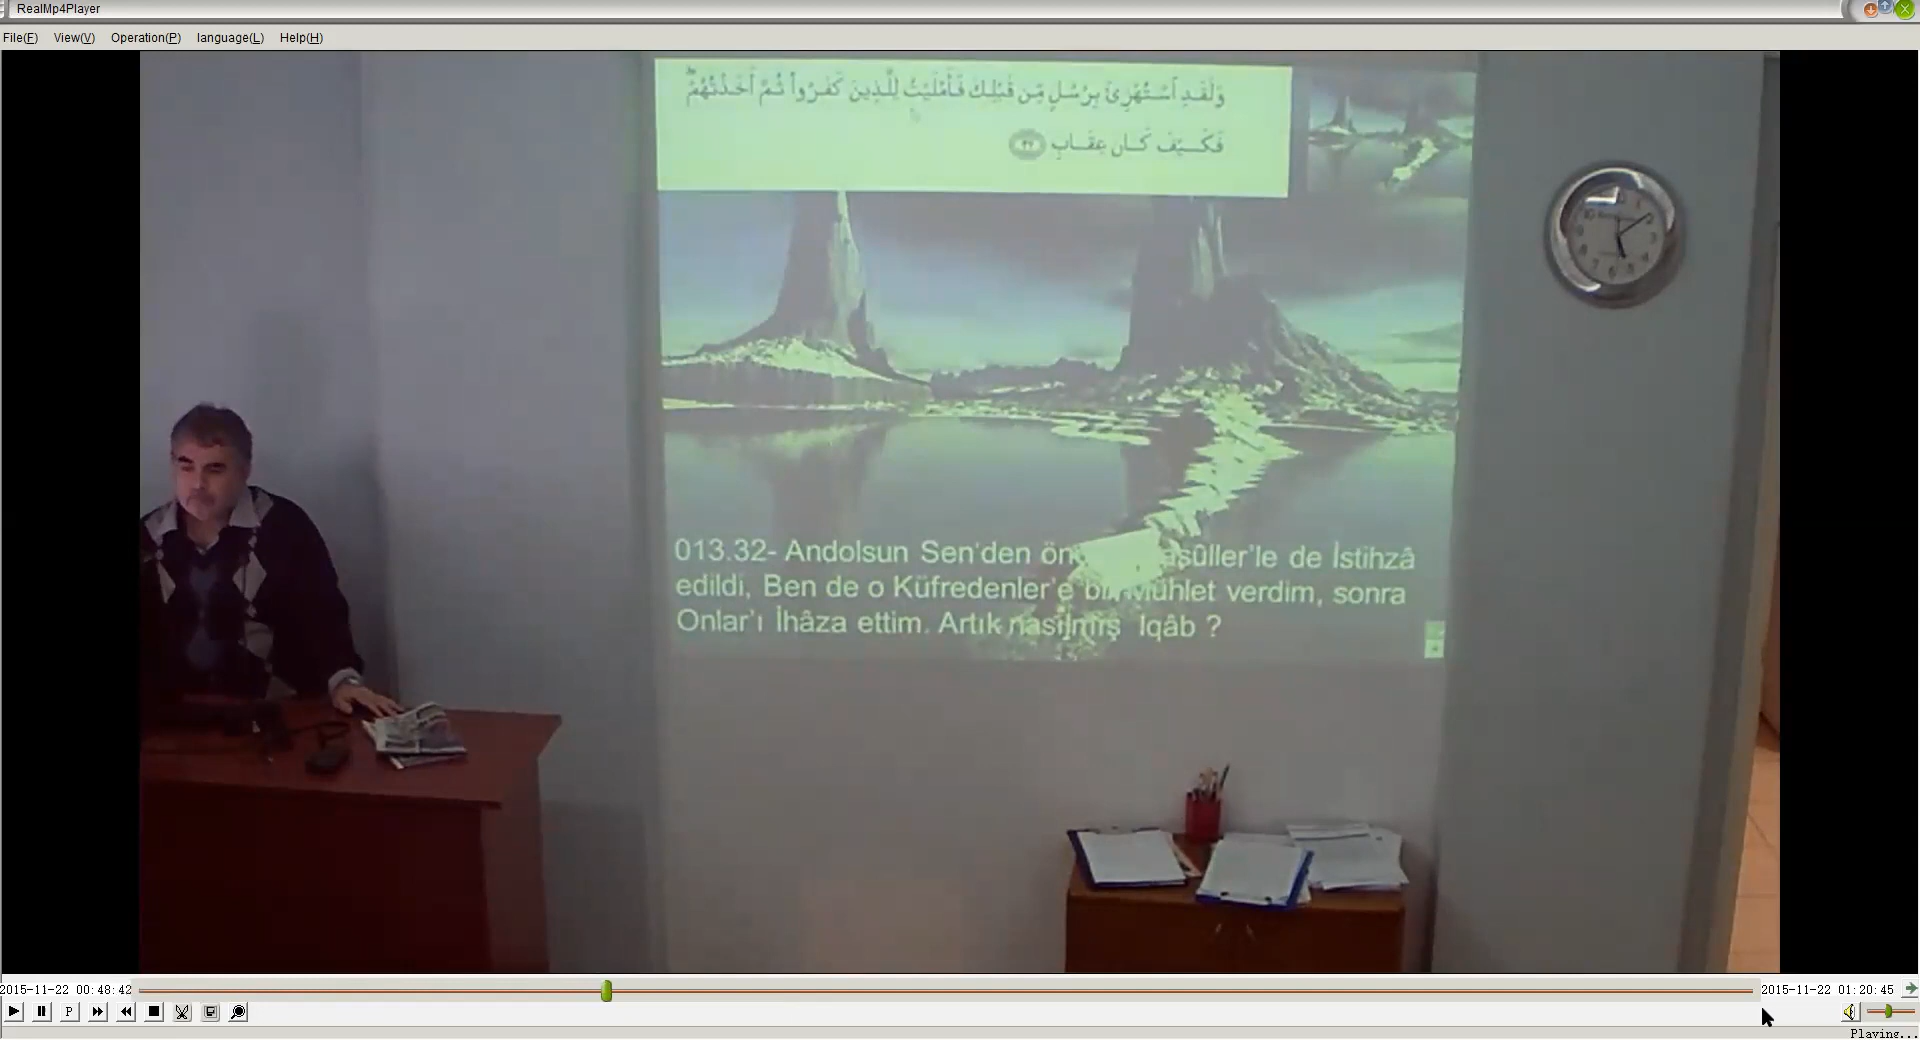 RealMp4Player
File(F) View(V) Operation(P) language(L) Help(H)
وَلَقَدِ ٱسْتُهْزِئَ بِرُسُلٍ مِّن قَبْلِكَ فَأَمْلَيْتُ لِلَّذِينَ كَفَرُوا۟ ثُمَّ أَخَذْتُهُمْ ۖ
فَكَيْفَ كَانَ عِقَابِ ٣٢
013.32- Andolsun Sen'den ön asûller'le de İstihzâ
edildi, Ben de o Küfredenler'e bir Mühlet verdim, sonra
Onlar'ı İhâza ettim. Artık nasılmış Iqâb ?
2015-11-22 00:48:42
2015-11-22 01:20:45
P
Playing...